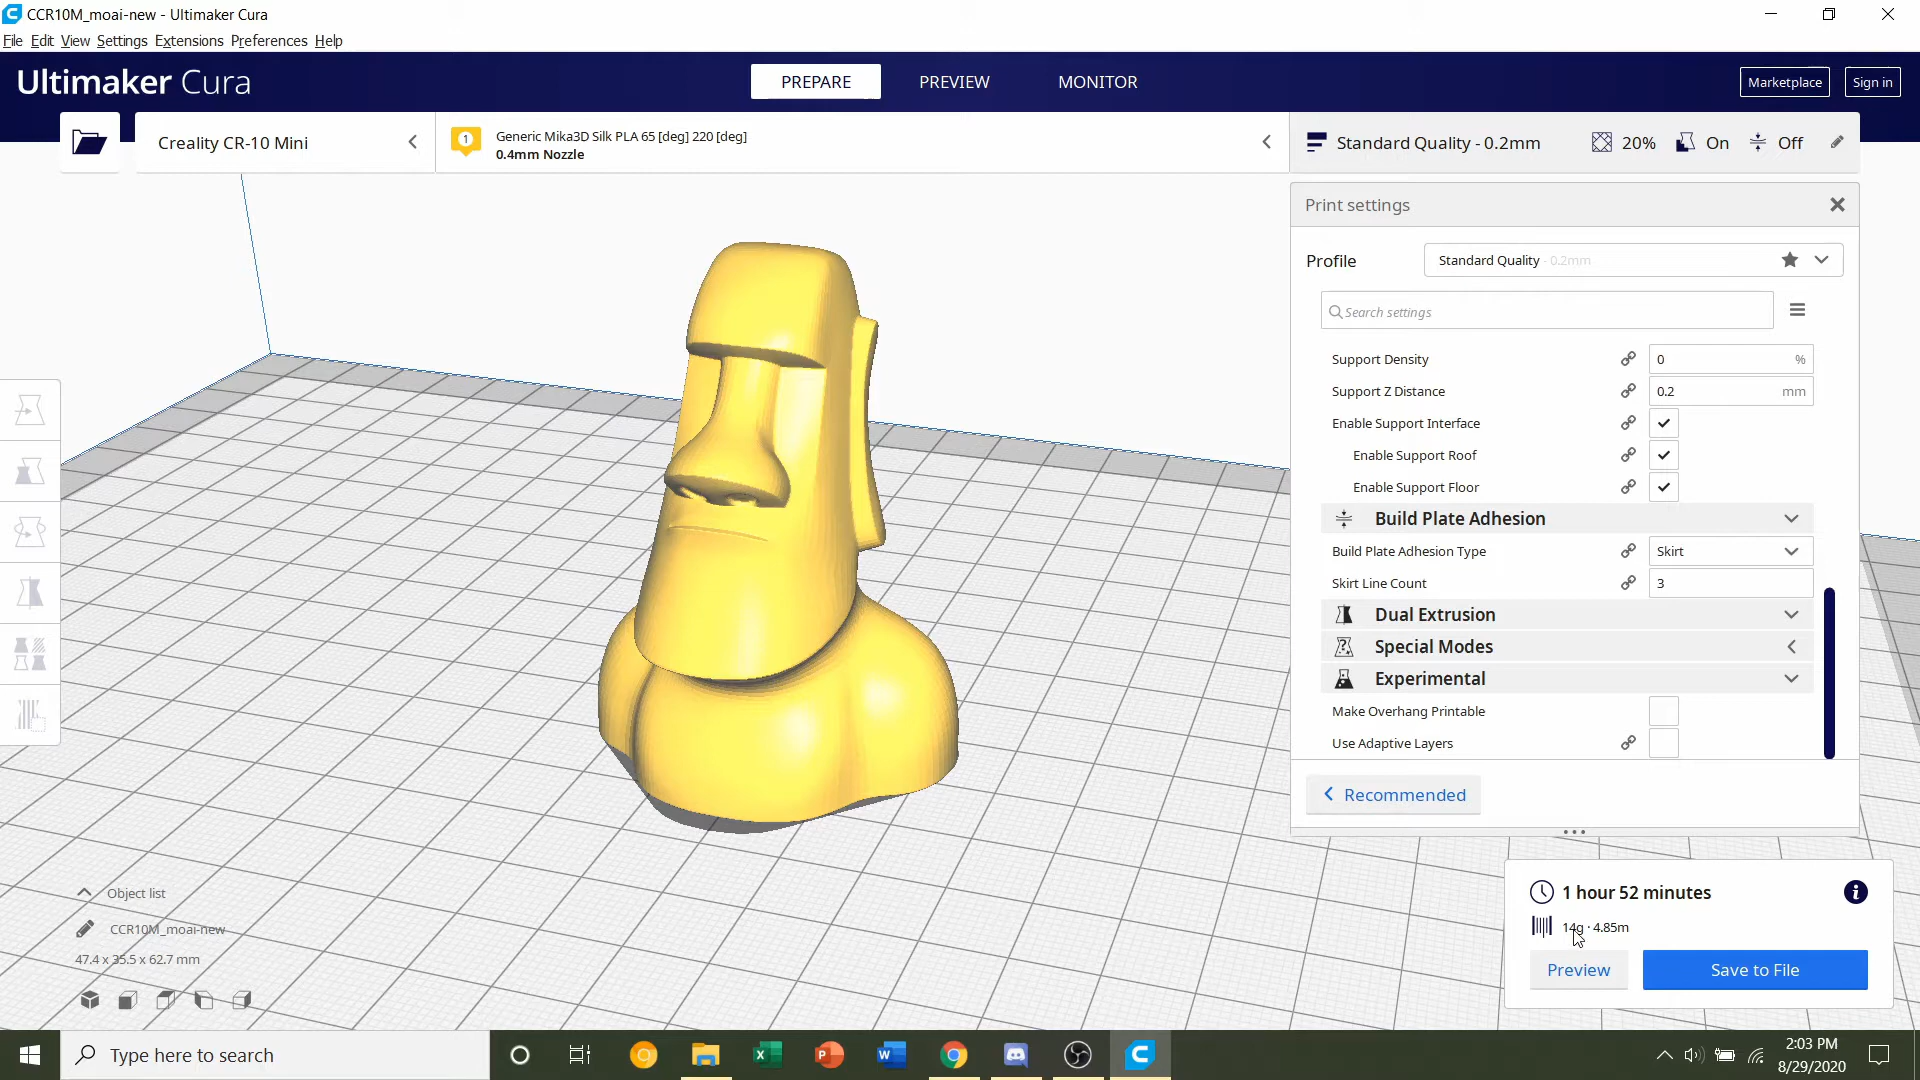 CCR10M_moai-new - Ultimaker Cura
File Edit View Settings Extensions Preferences Help
Ultimaker Cura
PREPARE
PREVIEW
MONITOR
Marketplace
Sign in
Creality CR-10 Mini
1
Generic Mika3D Silk PLA 65 [deg] 220 [deg]
0.4mm Nozzle
Standard Quality - 0.2mm
20%
On
Off
Print settings
Profile
Standard Quality - 0.2mm
Search settings
Support Density
0 %
Support Z Distance
0.2 mm
Enable Support Interface
Enable Support Roof
Enable Support Floor
Build Plate Adhesion
Build Plate Adhesion Type
Skirt
Skirt Line Count
3
Dual Extrusion
Special Modes
Experimental
Make Overhang Printable
Use Adaptive Layers
Recommended
1 hour 52 minutes
14g · 4.85m
Preview
Save to File
Object list
CCR10M_moai-new
47.4 x 35.5 x 62.7 mm
Type here to search
2:03 PM
8/29/2020